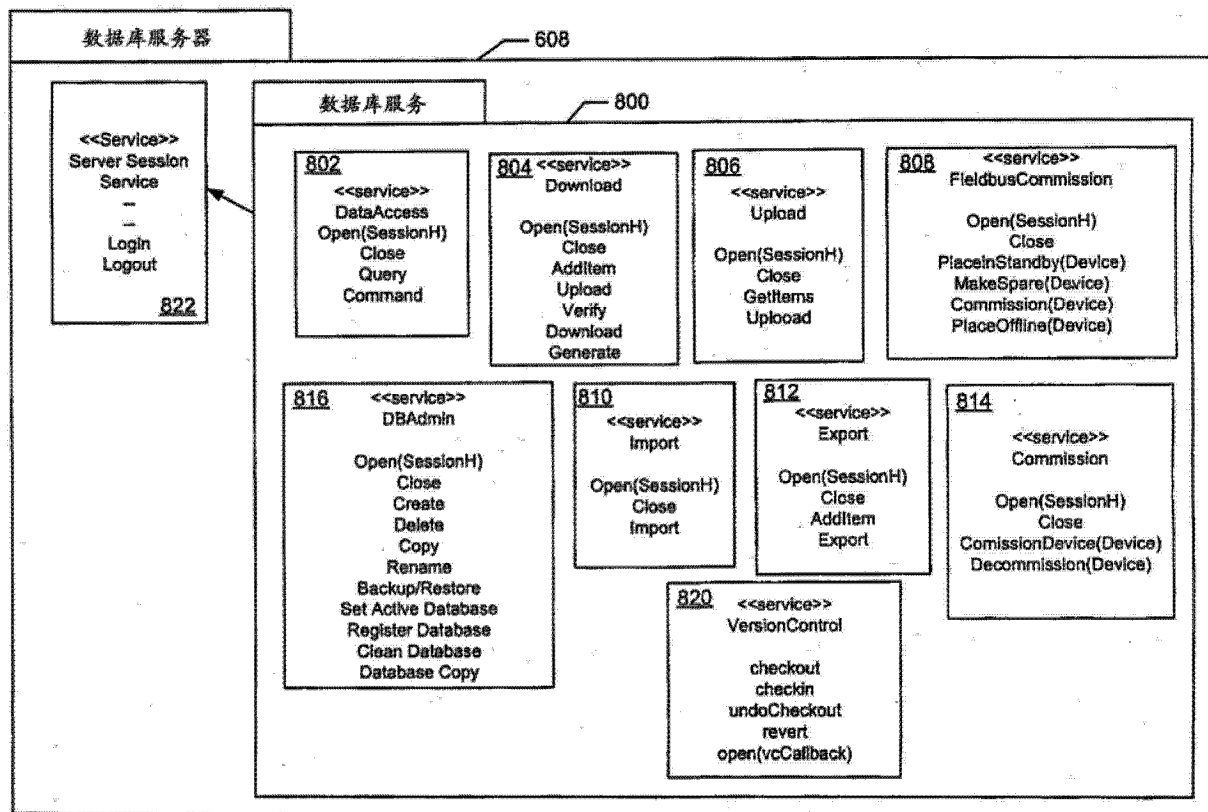 数据库服务器
608
<<Service>>
Server Session
Service
Login
Logout
822
数据库服务
800
802
<<service>>
DataAccess
Open(SessionH)
Close
Query
Command
804
<<service>>
Download
Open(SessionH)
Close
AddItem
Upload
Verify
Download
Generate
806
<<service>>
Upload
Open(SessionH)
Close
GetItems
Uplooad
808
<<service>>
FieldbusCommission
Open(SessionH)
Close
PlaceInStandby(Device)
MakeSpare(Device)
Commission(Device)
PlaceOffline(Device)
816
<<service>>
DBAdmin
Open(SessionH)
Close
Create
Delete
Copy
Rename
Backup/Restore
Set Active Database
Register Database
Clean Database
Database Copy
810
<<service>>
Import
Open(SessionH)
Close
Import
812
<<service>>
Export
Open(SessionH)
Close
AddItem
Export
814
<<service>>
Commission
Open(SessionH)
Close
ComissionDevice(Device)
Decommission(Device)
820
<<service>>
VersionControl
checkout
checkin
undoCheckout
revert
open(vcCallback)